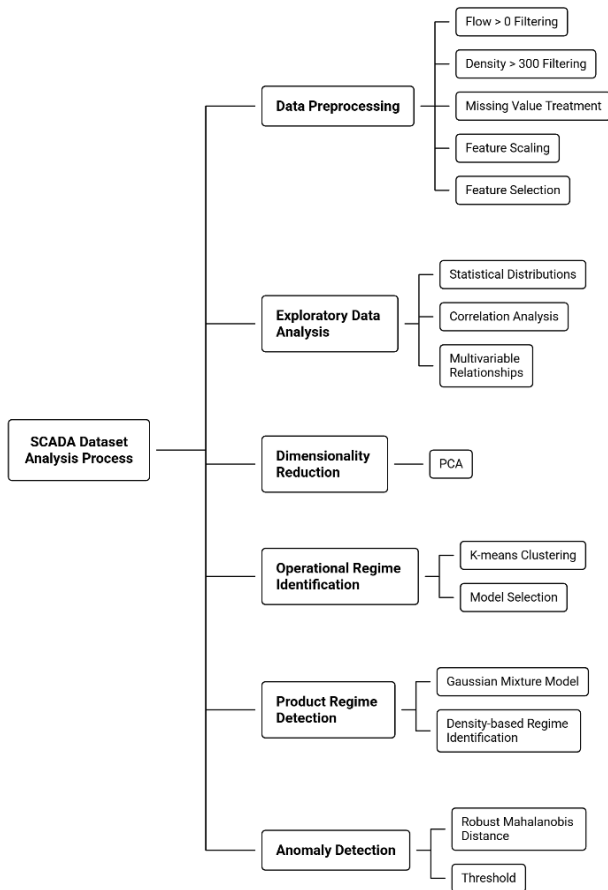 Flow > 0 Filtering
Density > 300 Filtering
Data Preprocessing
Missing Value Treatment
Feature Scaling
Feature Selection
Statistical Distributions
Exploratory Data
Analysis
Correlation Analysis
Multivariable
Relationships
SCADA Dataset
Analysis Process
Dimensionality
Reduction
PCA
Operational Regime
Identification
K-means Clustering
Model Selection
Product Regime
Detection
Gaussian Mixture Model
Density-based Regime
Identification
Anomaly Detection
Robust Mahalanobis
Distance
Threshold